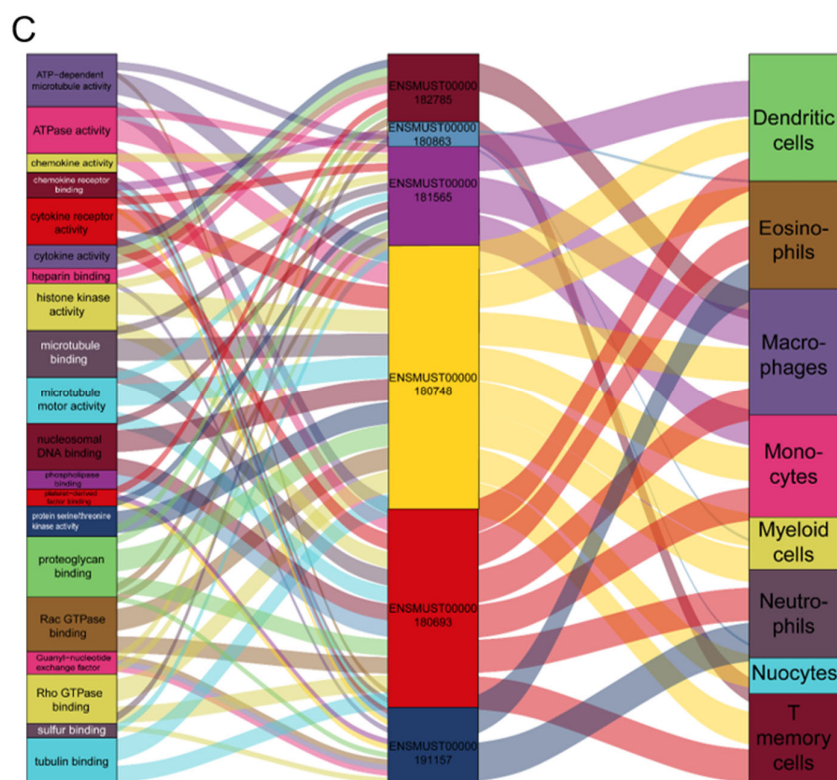 C
ATP-dependent
microtubule activity
ATPase activity
chemokine activity
chemokine receptor
binding
cytokine receptor
activity
cytokine activity
heparin binding
histone kinase
activity
microtubule
binding
microtubule
motor activity
nucleosomal
DNA binding
phospholipase
binding
platelet-derived
factor binding
protein serine/threonine
kinase activity
proteoglycan
binding
Rac GTPase
binding
Guanyl-nucleotide
exchange factor
Rho GTPase
binding
sulfur binding
tubulin binding
ENSMUST00000
182785
ENSMUST00000
180863
ENSMUST00000
181565
ENSMUST00000
180748
ENSMUST00000
180693
ENSMUST00000
191157
Dendritic
cells
Eosino-
phils
Macro-
phages
Mono-
cytes
Myeloid
cells
Neutro-
phils
Nuocytes
T
memory
cells